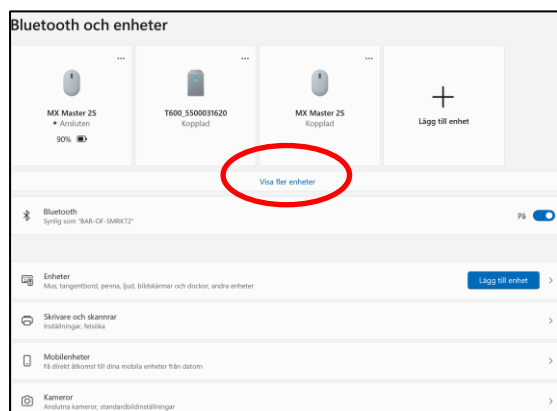 Bluetooth och enheter
MX Master 2S
Ansluten
90%
T600_5500031620
Kopplad
MX Master 2S
Kopplad
Lägg till enhet
Visa fler enheter
Bluetooth
Synlig som "BAR-OF-SMRKT2"
På
Enheter
Mus, tangentbord, penna, ljud, bildskärmar och dockor, andra enheter
Lägg till enhet
Skrivare och skannrar
Inställningar, felsöka
Mobilenheter
Få direkt åtkomst till dina mobila enheter från datorn
Kameror
Anslutna kameror, standardbildinställningar